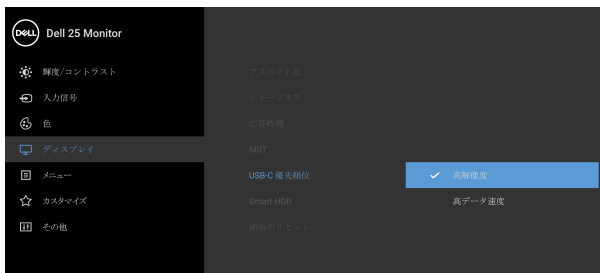 DELL
Dell 25 Monitor
輝度/コントラスト
入力信号
色
ディスプレイ
メニュー
カスタマイズ
その他
アスペクト比
シャープネス
応答時間
MST
USB-C 優先順位
Smart HDR
画面のリセット
高解像度
高データ速度